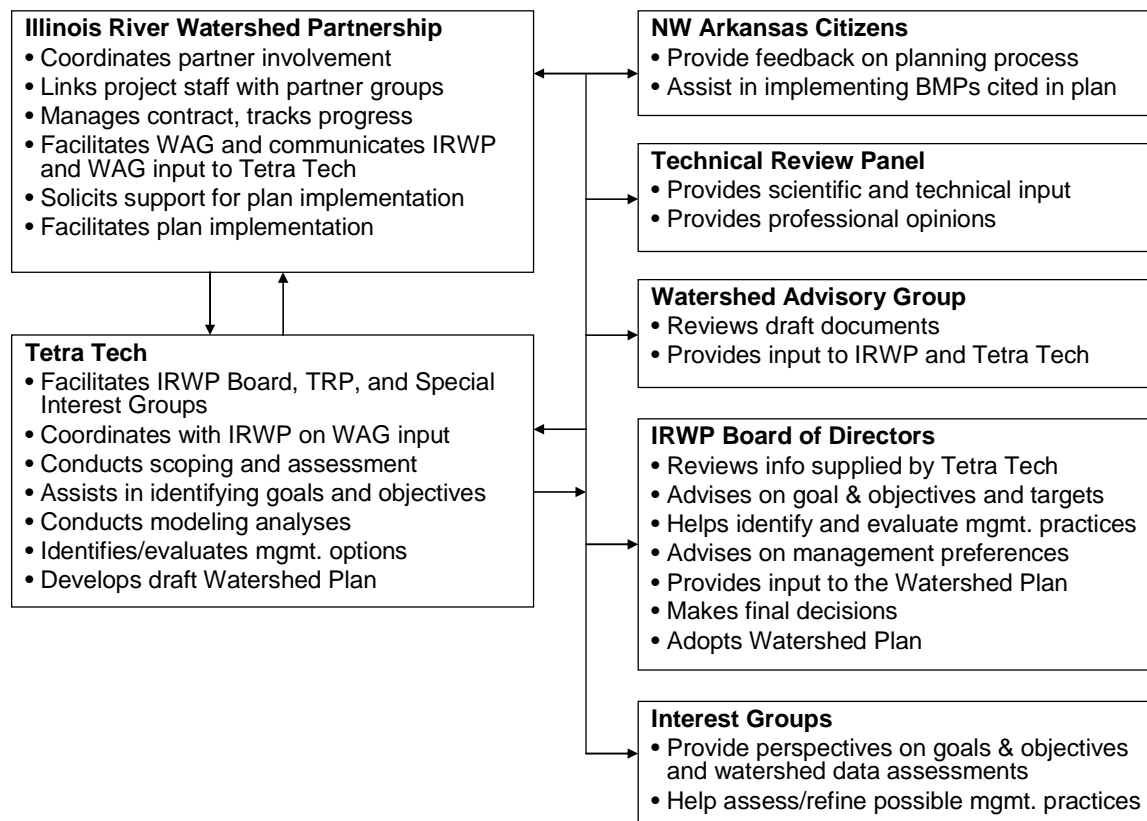 Illinois River Watershed Partnership
• Coordinates partner involvement
• Links project staff with partner groups
• Manages contract, tracks progress
• Facilitates WAG and communicates IRWP
and WAG input to Tetra Tech
• Solicits support for plan implementation
• Facilitates plan implementation
Tetra Tech
• Facilitates IRWP Board, TRP, and Special
Interest Groups
• Coordinates with IRWP on WAG input
• Conducts scoping and assessment
• Assists in identifying goals and objectives
• Conducts modeling analyses
• Identifies/evaluates mgmt. options
• Develops draft Watershed Plan
NW Arkansas Citizens
• Provide feedback on planning process
• Assist in implementing BMPs cited in plan
Technical Review Panel
• Provides scientific and technical input
• Provides professional opinions
Watershed Advisory Group
• Reviews draft documents
• Provides input to IRWP and Tetra Tech
IRWP Board of Directors
• Reviews info supplied by Tetra Tech
• Advises on goal & objectives and targets
• Helps identify and evaluate mgmt. practices
• Advises on management preferences
• Provides input to the Watershed Plan
• Makes final decisions
• Adopts Watershed Plan
Interest Groups
• Provide perspectives on goals & objectives
and watershed data assessments
• Help assess/refine possible mgmt. practices